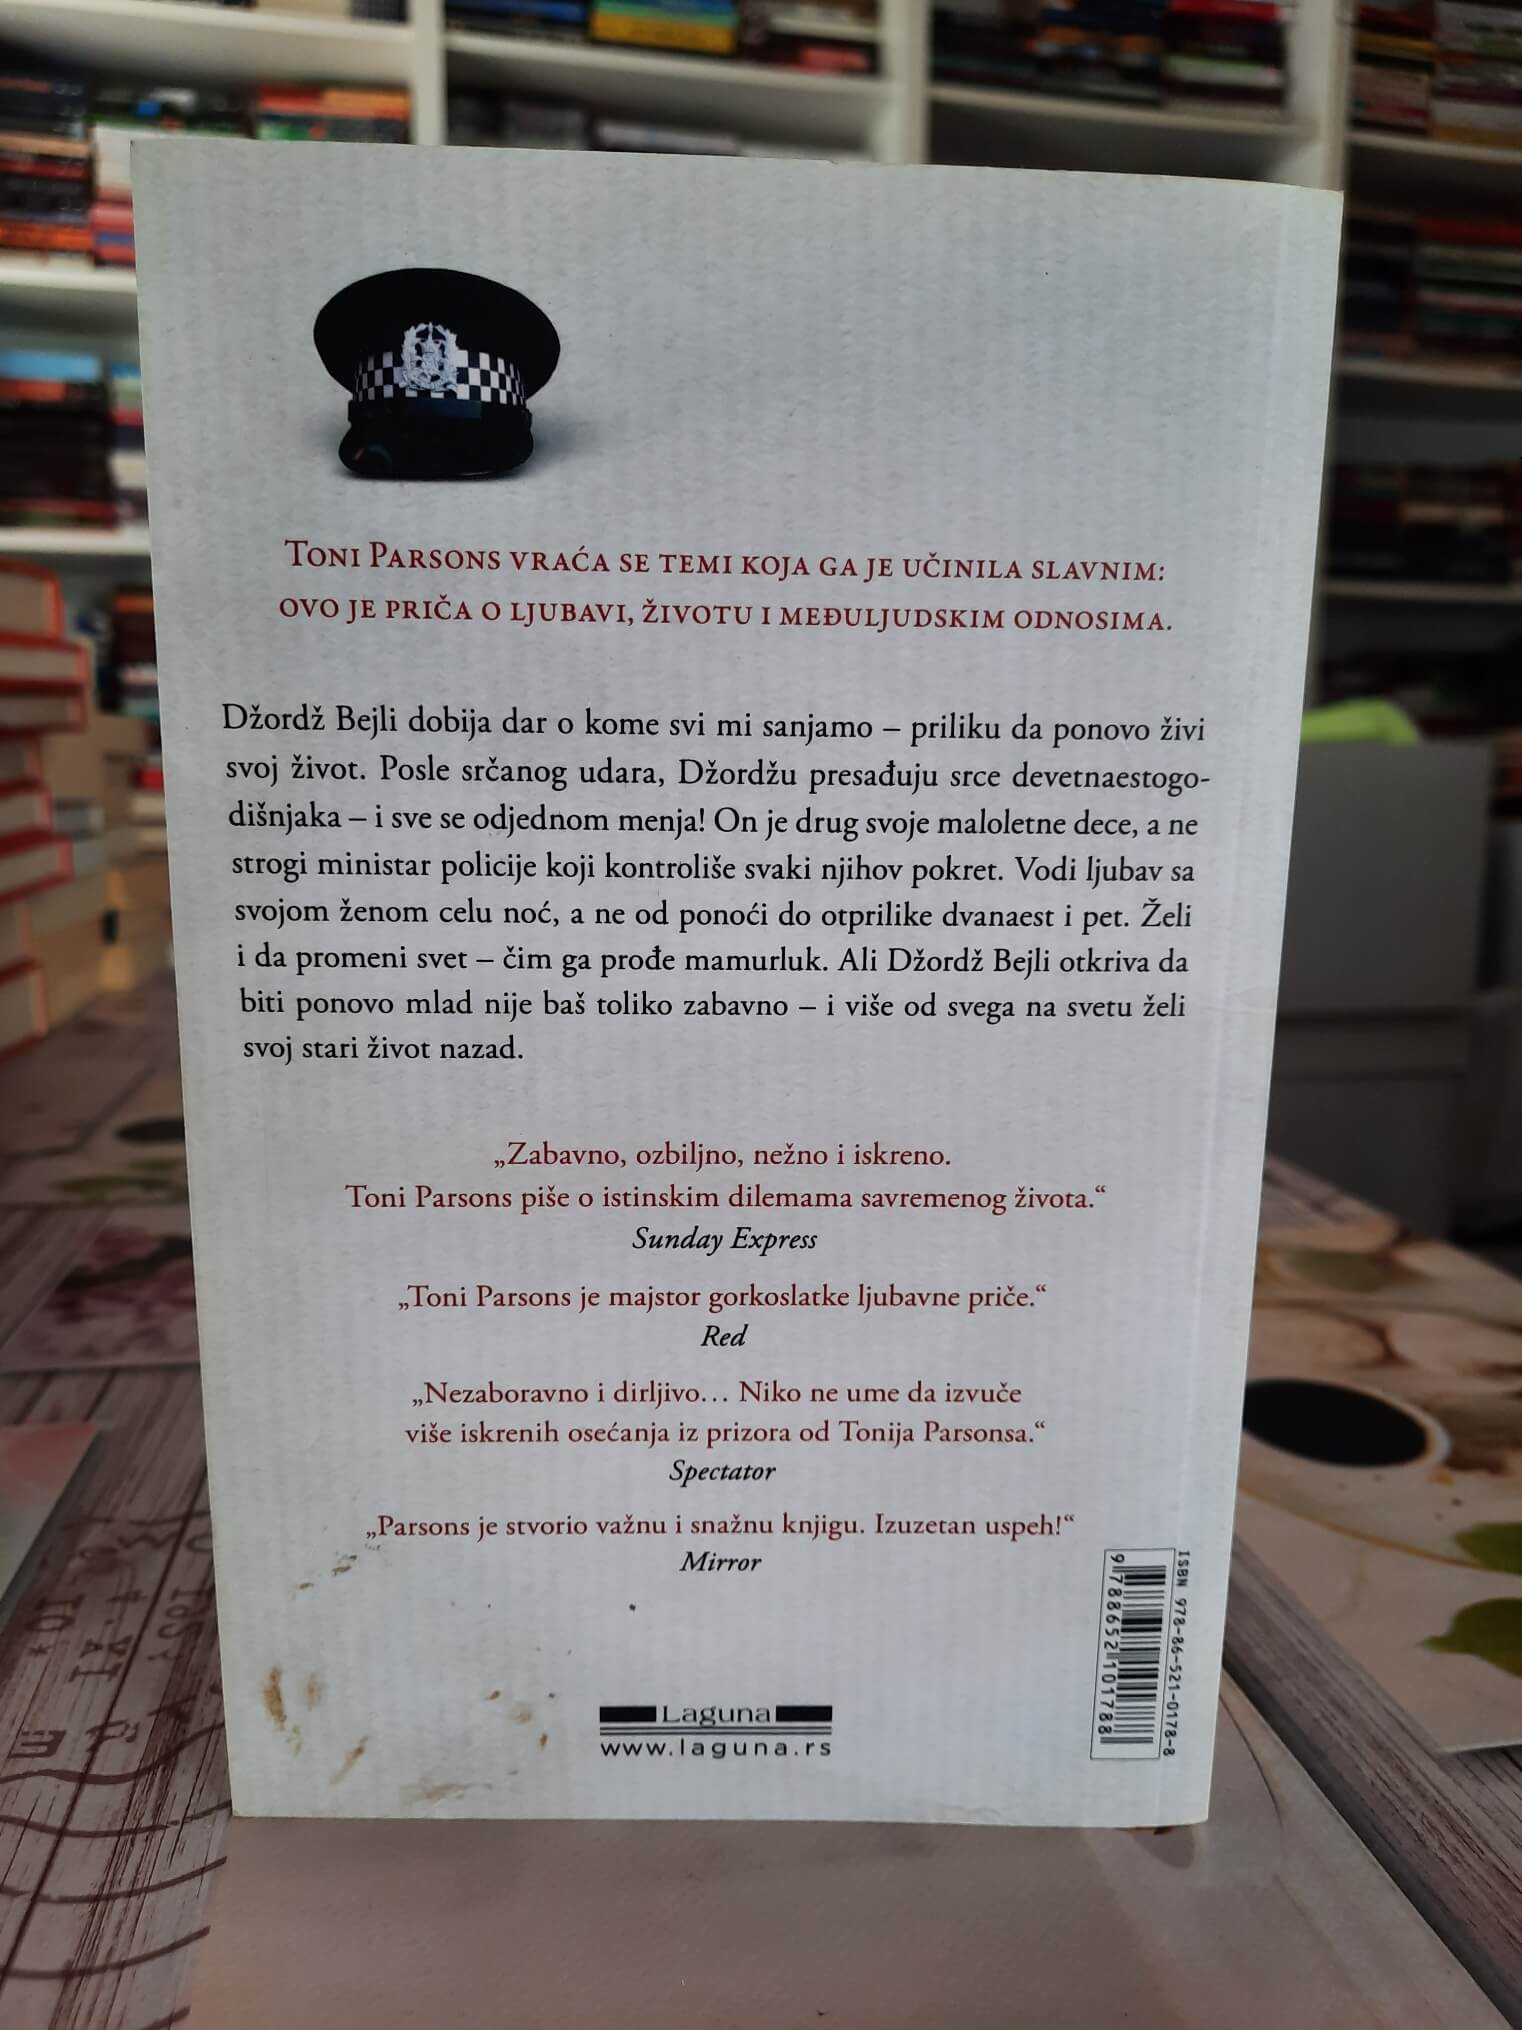 TONI PARSONS VRAĆA SE TEMI KOJA GA JE UČINILA SLAVNIM:
OVO JE PRIČA O LJUBAVI, ŽIVOTU I MEĐULJUDSKIM ODNOSIMA.
Džordž Bejli dobija dar o kome svi mi sanjamo – priliku da ponovo živi
svoj život. Posle srčanog udara, Džordžu presađuju srce devetnaestogo-
dišnjaka – i sve se odjednom menja! On je drug svoje maloletne dece, a ne
strogi ministar policije koji kontroliše svaki njihov pokret. Vodi ljubav sa
svojom ženom celu noć, a ne od ponoći do otprilike dvanaest i pet. Želi
i da promeni svet – čim ga prođe mamurluk. Ali Džordž Bejli otkriva da
biti ponovo mlad nije baš toliko zabavno – i više od svega na svetu želi
svoj stari život nazad.
„Zabavno, ozbiljno, nežno i iskreno.
Toni Parsons piše o istinskim dilemama savremenog života.“
Sunday Express
„Toni Parsons je majstor gorkoslatke ljubavne priče.“
Red
„Nezaboravno i dirljivo… Niko ne ume da izvuče
više iskrenih osećanja iz prizora od Tonija Parsonsa.“
Spectator
„Parsons je stvorio važnu i snažnu knjigu. Izuzetan uspeh!“
Mirror
ISBN 978-86-521-0178-8
9788652101788
Laguna
www.laguna.rs